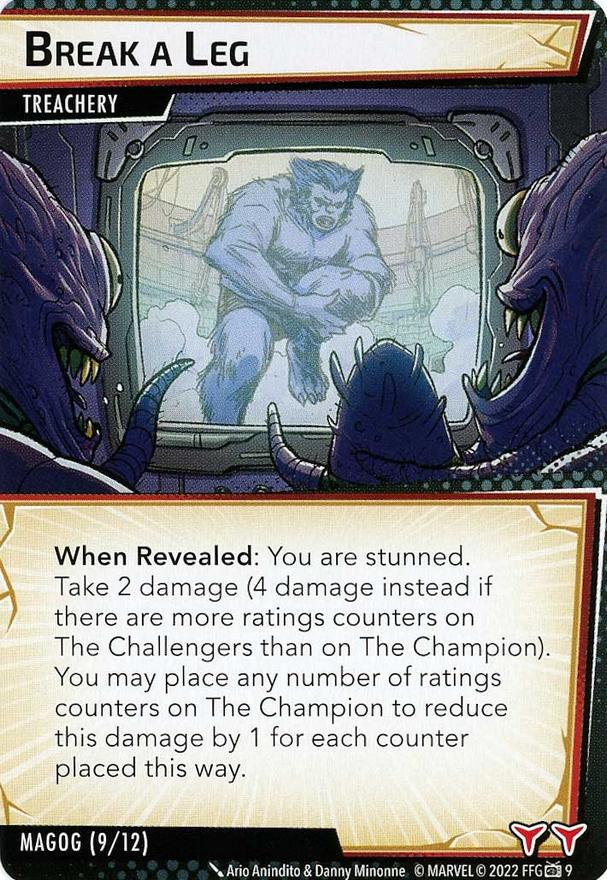 Break a Leg
TREACHERY
When Revealed: You are stunned.
Take 2 damage (4 damage instead if
there are more ratings counters on
The Challengers than on The Champion).
You may place any number of ratings
counters on The Champion to reduce
this damage by 1 for each counter
placed this way.
MAGOG (9/12)
Ario Anindito & Danny Minonne © MARVEL © 2022 FFG 9